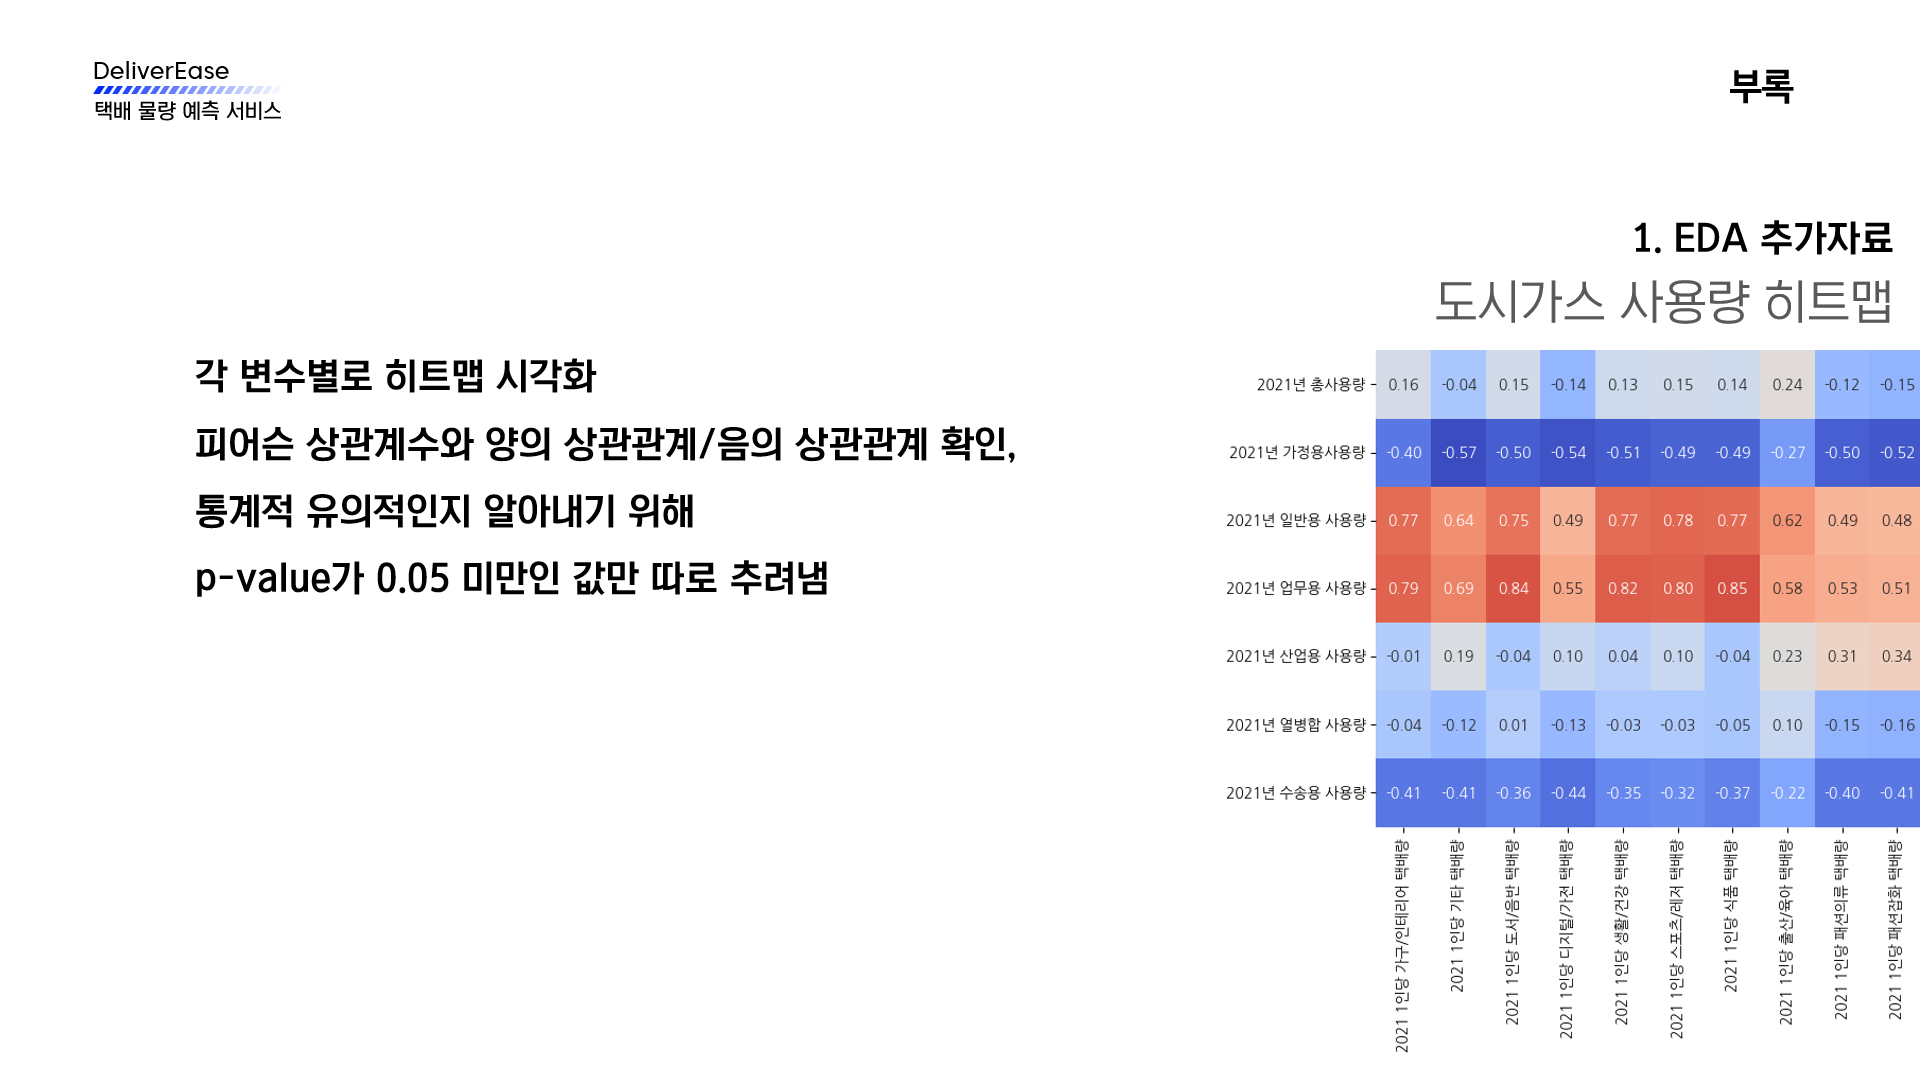 DeliverEase
택배 물량 예측 서비스
부록
1. EDA 추가자료
도시가스 사용량 히트맵
각 변수별로 히트맵 시각화
피어슨 상관계수와 양의 상관관계/음의 상관관계 확인,
통계적 유의적인지 알아내기 위해
p-value가 0.05 미만인 값만 따로 추려냄
2021년 총사용량 0.16 -0.04 0.15 -0.14 0.13 0.15 0.14 0.24 -0.12 -0.15
2021년 가정용사용량 -0.40 -0.57 -0.50 -0.54 -0.51 -0.49 -0.49 -0.27 -0.50 -0.52
2021년 일반용 사용량 0.77 0.64 0.75 0.49 0.77 0.78 0.77 0.62 0.49 0.48
2021년 업무용 사용량 0.79 0.69 0.84 0.55 0.82 0.80 0.85 0.58 0.53 0.51
2021년 산업용 사용량 -0.01 0.19 -0.04 0.10 0.04 0.10 -0.04 0.23 0.31 0.34
2021년 열병합 사용량 -0.04 -0.12 0.01 -0.13 -0.03 -0.03 -0.05 0.10 -0.15 -0.16
2021년 수송용 사용량 -0.41 -0.41 -0.36 -0.44 -0.35 -0.32 -0.37 -0.22 -0.40 -0.41
2021 1인당 가구/인테리어 택배량
2021 1인당 기타 택배량
2021 1인당 도서/음반 택배량
2021 1인당 디지털/가전 택배량
2021 1인당 생활/건강 택배량
2021 1인당 스포츠/레저 택배량
2021 1인당 식품 택배량
2021 1인당 출산/육아 택배량
2021 1인당 패션의류 택배량
2021 1인당 패션잡화 택배량